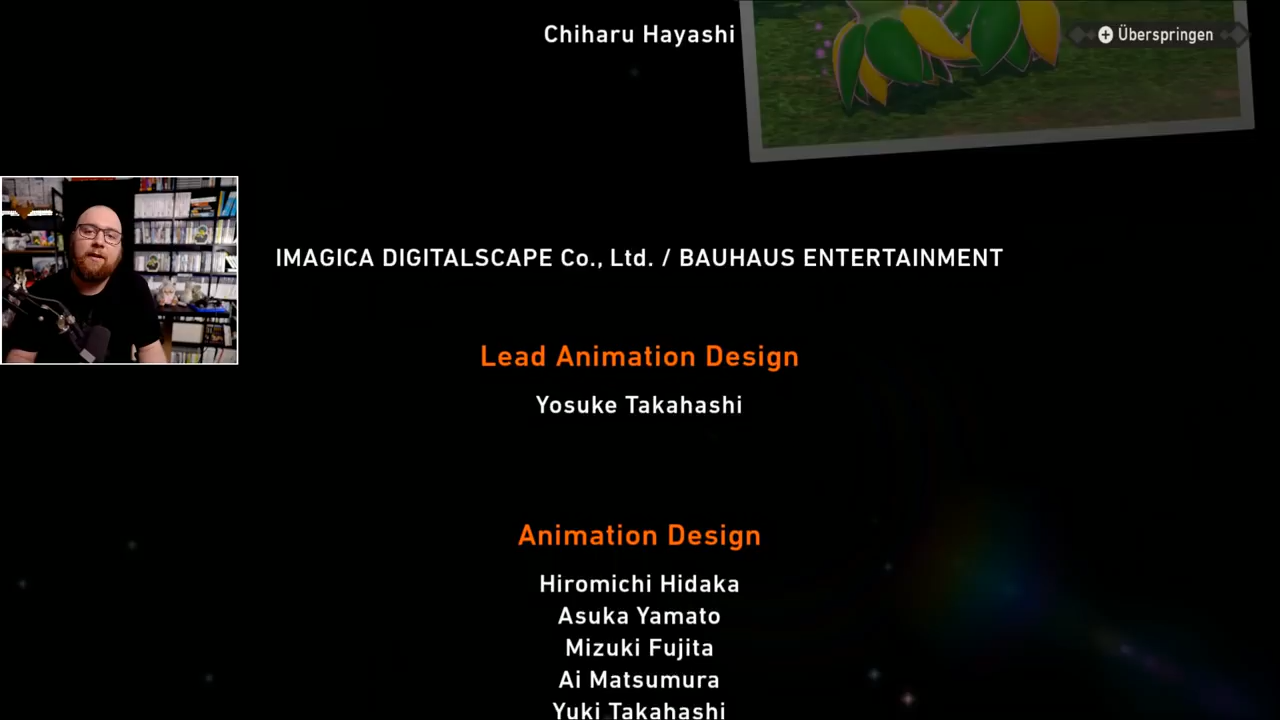 Chiharu Hayashi
Überspringen
IMAGICA DIGITALSCAPE Co., Ltd. / BAUHAUS ENTERTAINMENT
Lead Animation Design
Yosuke Takahashi
Animation Design
Hiromichi Hidaka
Asuka Yamato
Mizuki Fujita
Ai Matsumura
Yuki Takahashi